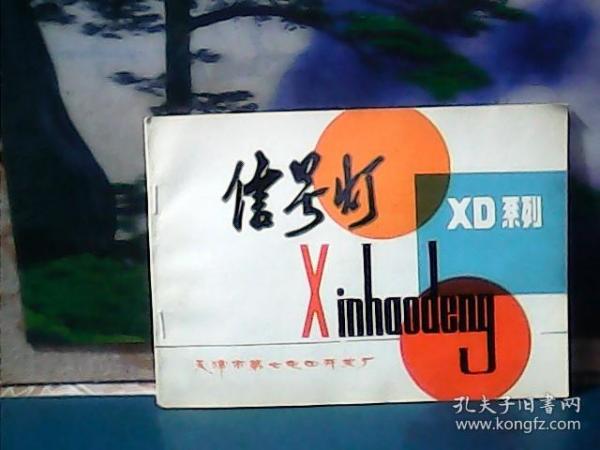 信号灯
XD系列
Xinhaodeng
天津市第七电四开关厂
孔夫子旧书网
www.kongfz.com